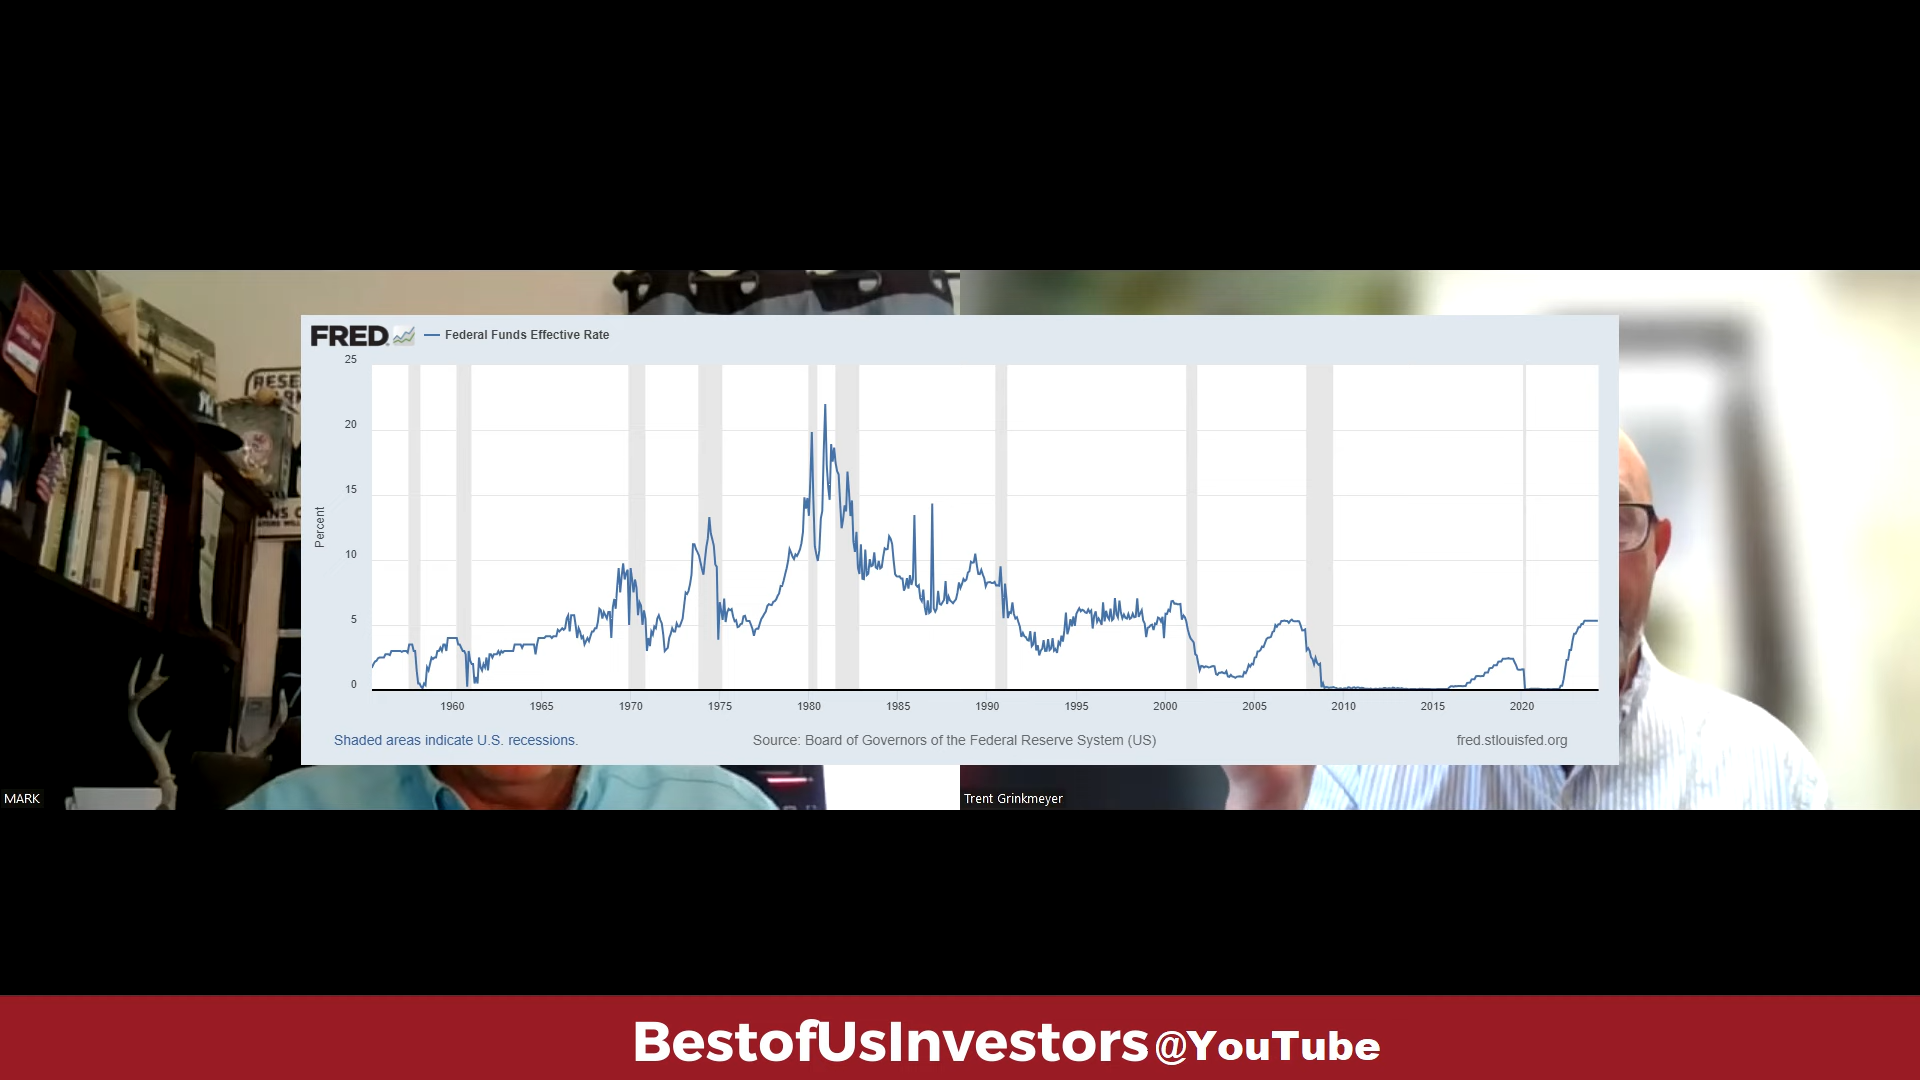 RESE
ANS C
FRED
Federal Funds Effective Rate
25
20
15
10
5
0
Percent
1960 1965 1970 1975 1980 1985 1990 1995 2000 2005 2010 2015 2020
Shaded areas indicate U.S. recessions. Source: Board of Governors of the Federal Reserve System (US) fred.stlouisfed.org
MARK
Trent Grinkmeyer
BestofUsInvestors @YouTube